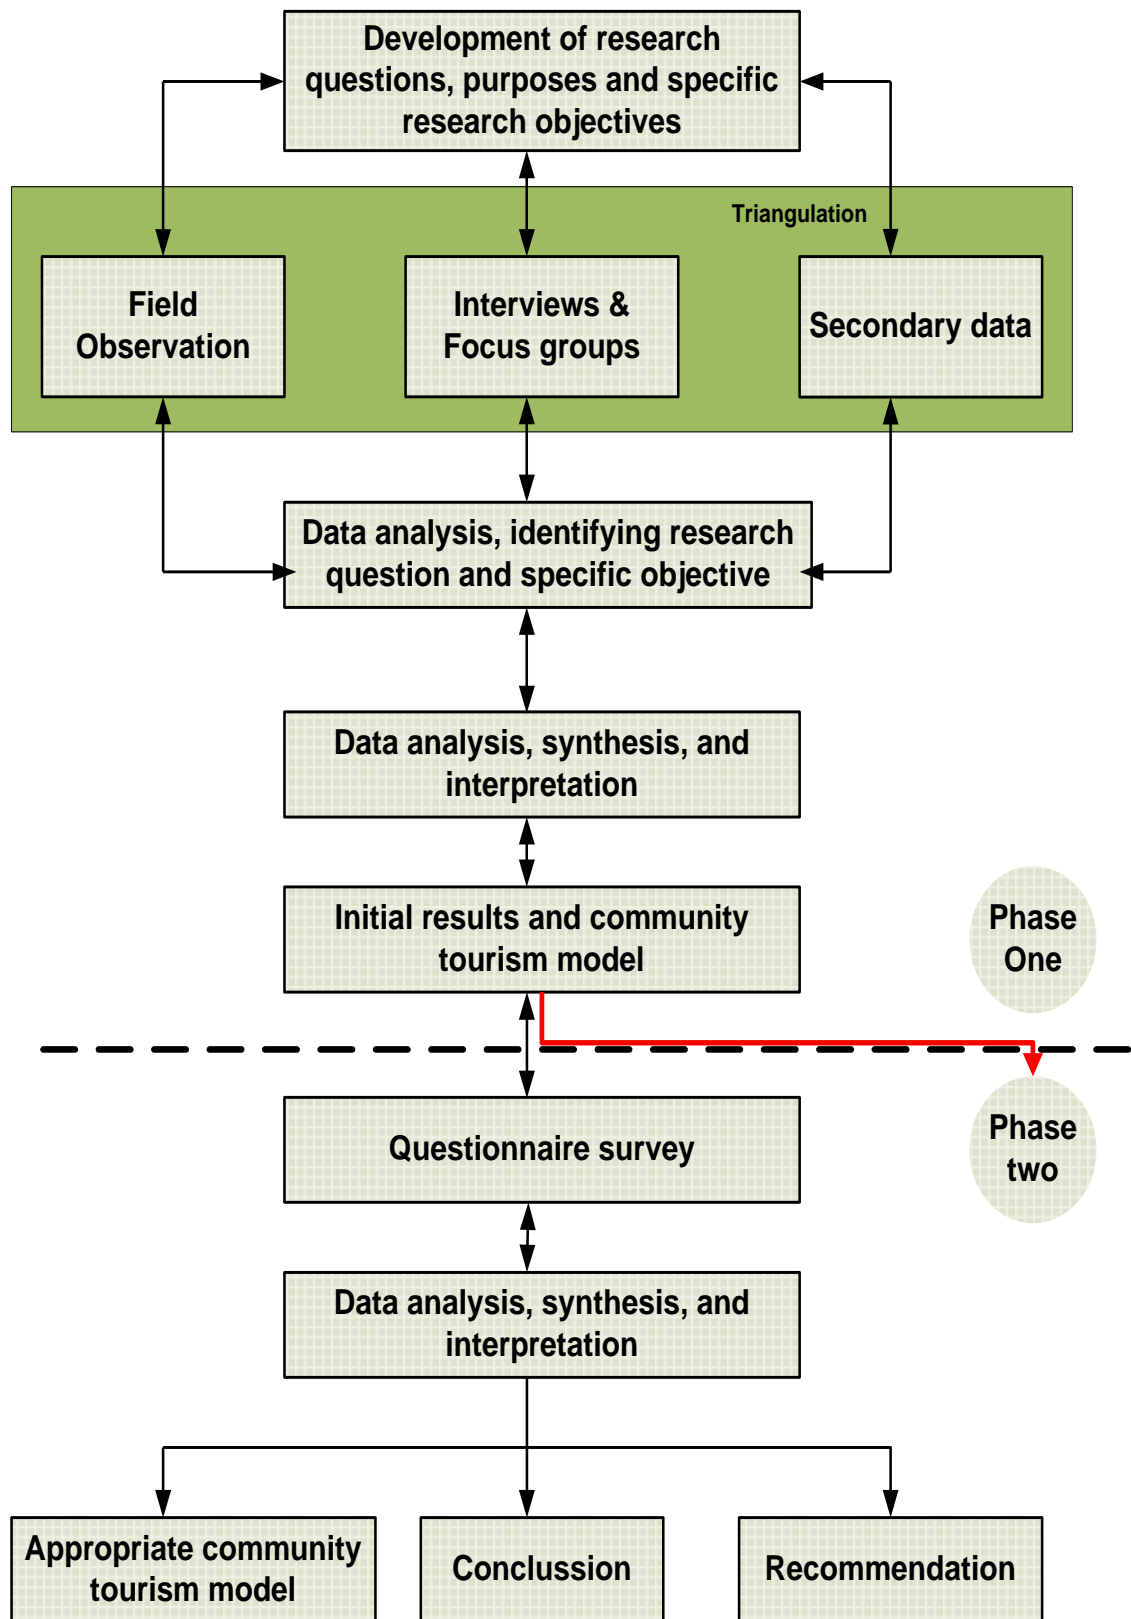 Development of research
questions, purposes and specific
research objectives
Triangulation
Field
Observation
Interviews &
Focus groups
Secondary data
Data analysis, identifying research
question and specific objective
Data analysis, synthesis, and
interpretation
Initial results and community
tourism model
Phase
One
Questionnaire survey
Phase
two
Data analysis, synthesis, and
interpretation
Appropriate community
tourism model
Conclussion
Recommendation